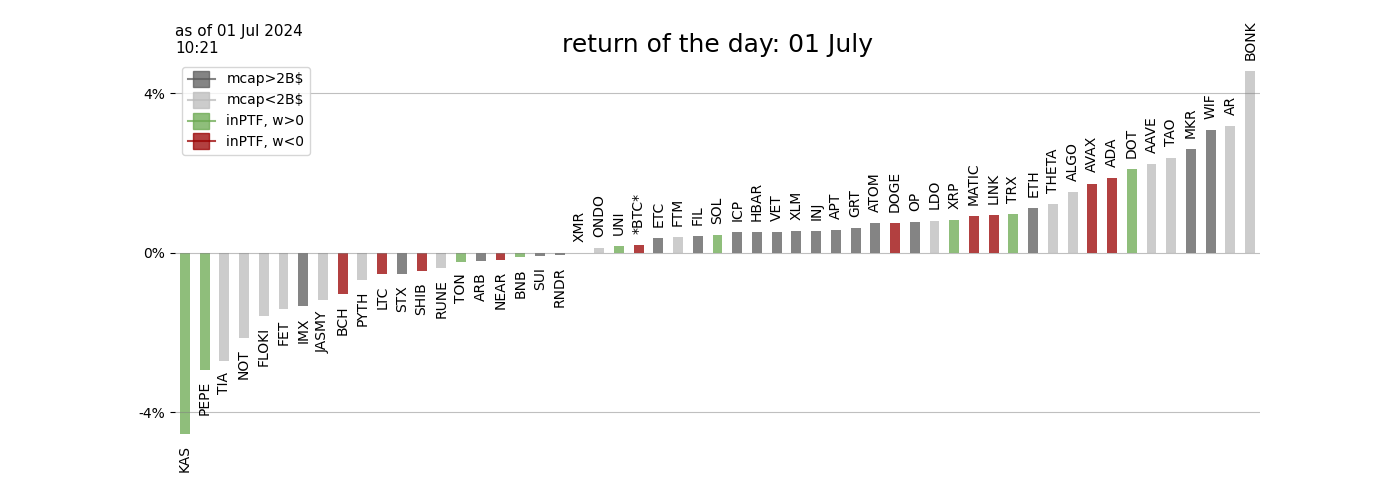 as of 01 Jul 2024
10:21
return of the day: 01 July
mcap>2B$
mcap<2B$
inPTF, w>0
inPTF, w<0
4%
0%
-4%
KAS
PEPE
TIA
NOT
FLOKI
FET
IMX
JASMY
BCH
PYTH
LTC
STX
SHIB
RUNE
TON
ARB
NEAR
BNB
SUI
RNDR
XMR
ONDO
UNI
*BTC*
ETC
FTM
FIL
SOL
ICP
HBAR
VET
XLM
INJ
APT
GRT
ATOM
DOGE
OP
LDO
XRP
MATIC
LINK
TRX
ETH
THETA
ALGO
AVAX
ADA
DOT
AAVE
TAO
MKR
WIF
AR
BONK